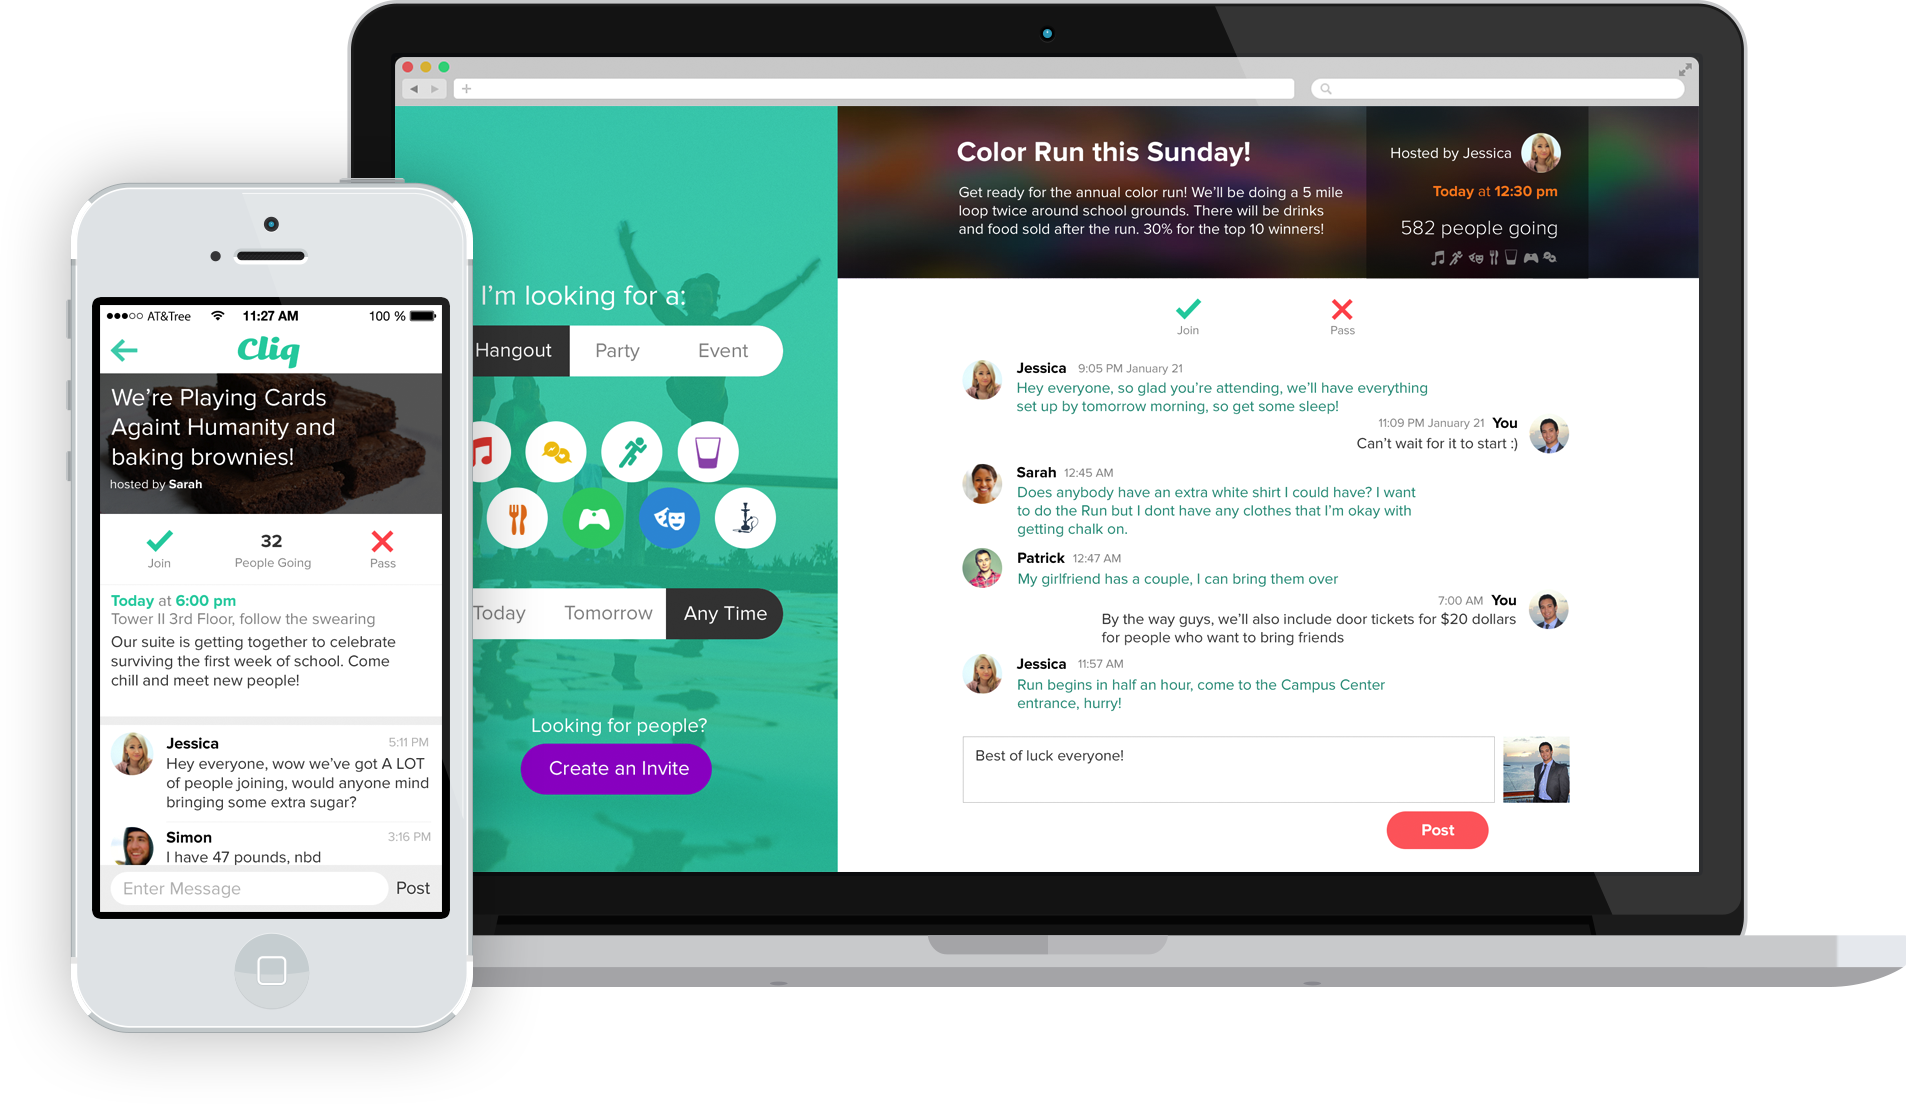 ●●●○○ AT&Tree 11:27 AM 100 %
Cliq
We're Playing Cards
Againt Humanity and
baking brownies!
hosted by Sarah
32
Join People Going Pass
Today at 6:00 pm
Tower II 3rd Floor, follow the swearing
Our suite is getting together to celebrate
surviving the first week of school. Come
chill and meet new people!
Jessica 5:11 PM
Hey everyone, wow we've got A LOT
of people joining, would anyone mind
bringing some extra sugar?
Simon 3:16 PM
I have 47 pounds, nbd
Enter Message Post
I'm looking for a:
Hangout Party Event
Today Tomorrow Any Time
Looking for people?
Create an Invite
Color Run this Sunday!
Get ready for the annual color run! We'll be doing a 5 mile
loop twice around school grounds. There will be drinks
and food sold after the run. 30% for the top 10 winners!
Hosted by Jessica
Today at 12:30 pm
582 people going
Join Pass
Jessica 9:05 PM January 21
Hey everyone, so glad you're attending, we'll have everything
set up by tomorrow morning, so get some sleep!
11:09 PM January 21 You
Can't wait for it to start :)
Sarah 12:45 AM
Does anybody have an extra white shirt I could have? I want
to do the Run but I dont have any clothes that I'm okay with
getting chalk on.
Patrick 12:47 AM
My girlfriend has a couple, I can bring them over
7:00 AM You
By the way guys, we'll also include door tickets for $20 dollars
for people who want to bring friends
Jessica 11:57 AM
Run begins in half an hour, come to the Campus Center
entrance, hurry!
Best of luck everyone!
Post